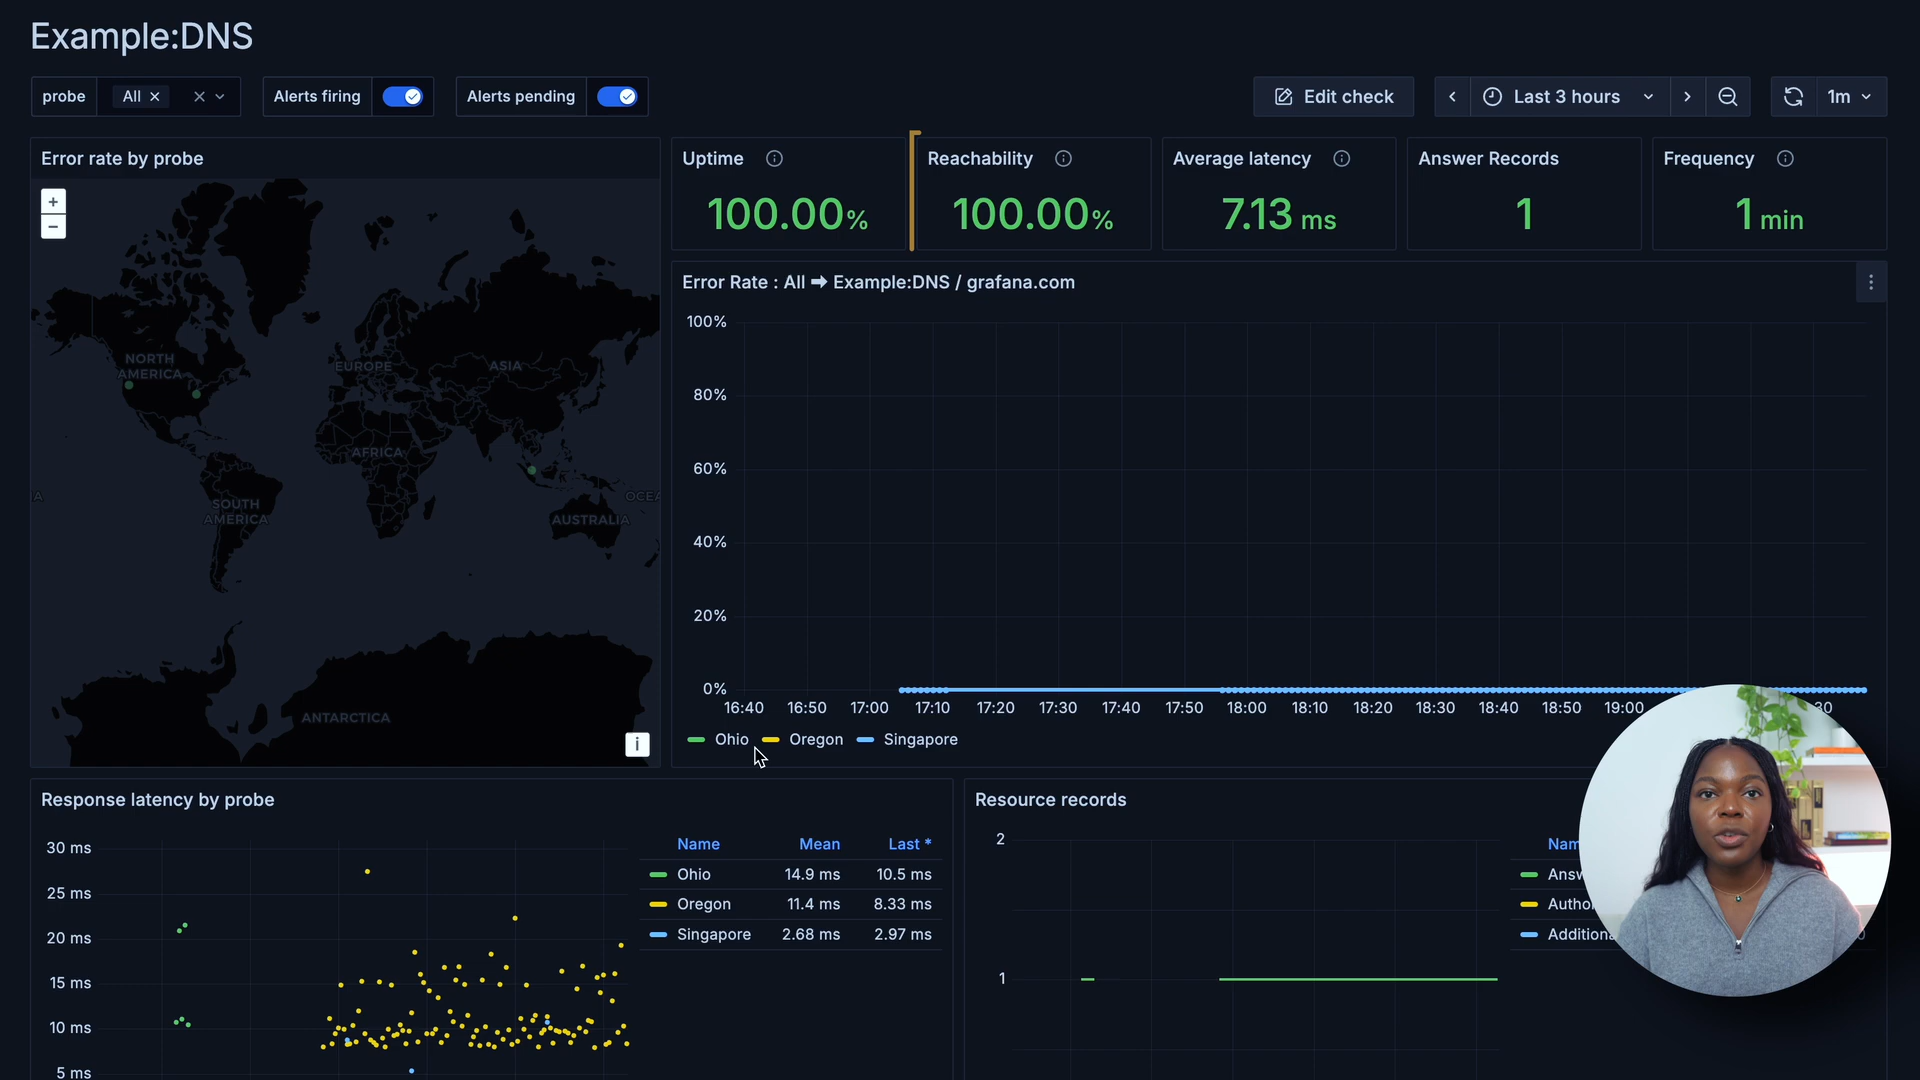 Example:DNS
probe All
Alerts firing
Alerts pending
Edit check
Last 3 hours
1m
Error rate by probe
+
−
NORTH
AMERICA
EUROPE
ASIA
AFRICA
SOUTH
AMERICA
OCEA
AUSTRALIA
ANTARCTICA
i
Uptime
100.00%
Reachability
100.00%
Average latency
7.13 ms
Answer Records
1
Frequency
1 min
Error Rate : All ➡ Example:DNS / grafana.com
100%
80%
60%
40%
20%
0%
16:40 16:50 17:00 17:10 17:20 17:30 17:40 17:50 18:00 18:10 18:20 18:30 18:40 18:50 19:00 30
Ohio Oregon Singapore
Response latency by probe
30 ms
25 ms
20 ms
15 ms
10 ms
5 ms
Name Mean Last *
Ohio 14.9 ms 10.5 ms
Oregon 11.4 ms 8.33 ms
Singapore 2.68 ms 2.97 ms
Resource records
2
1
Nam
Answ
Autho
Additiona